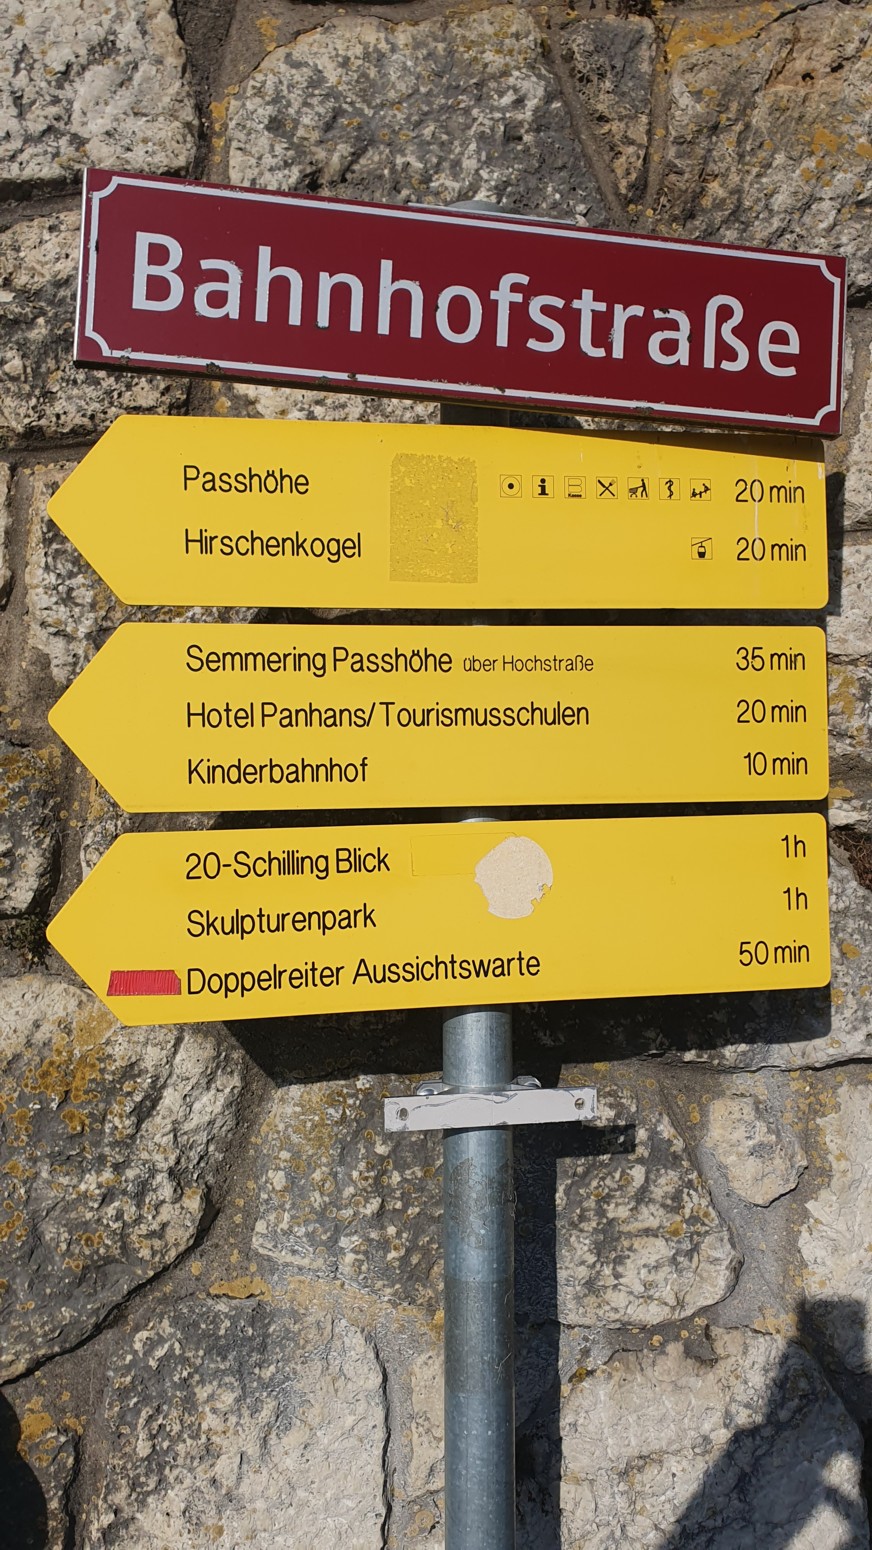 Bahnhofstraße
Passhöhe 20 min
Hirschenkogel 20 min
Semmering Passhöhe über Hochstraße 35 min
Hotel Panhans/Tourismusschulen 20 min
Kinderbahnhof 10 min
20-Schilling Blick 1h
Skulpturenpark 1h
Doppelreiter Aussichtswarte 50 min